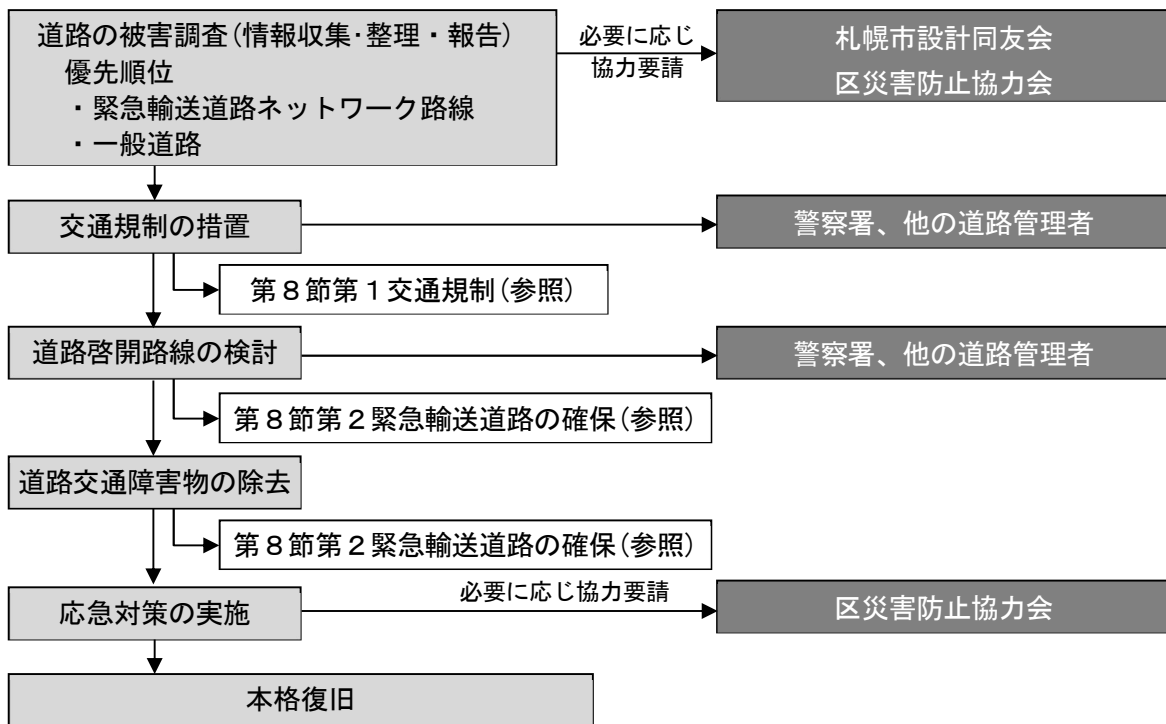 道路の被害調査(情報収集･整理・報告)
優先順位
・緊急輸送道路ネットワーク路線
・一般道路
必要に応じ
協力要請
札幌市設計同友会
区災害防止協力会
交通規制の措置
警察署、他の道路管理者
第８節第１交通規制(参照)
道路啓開路線の検討
警察署、他の道路管理者
第８節第２緊急輸送道路の確保(参照)
道路交通障害物の除去
第８節第２緊急輸送道路の確保(参照)
応急対策の実施
必要に応じ協力要請
区災害防止協力会
本格復旧